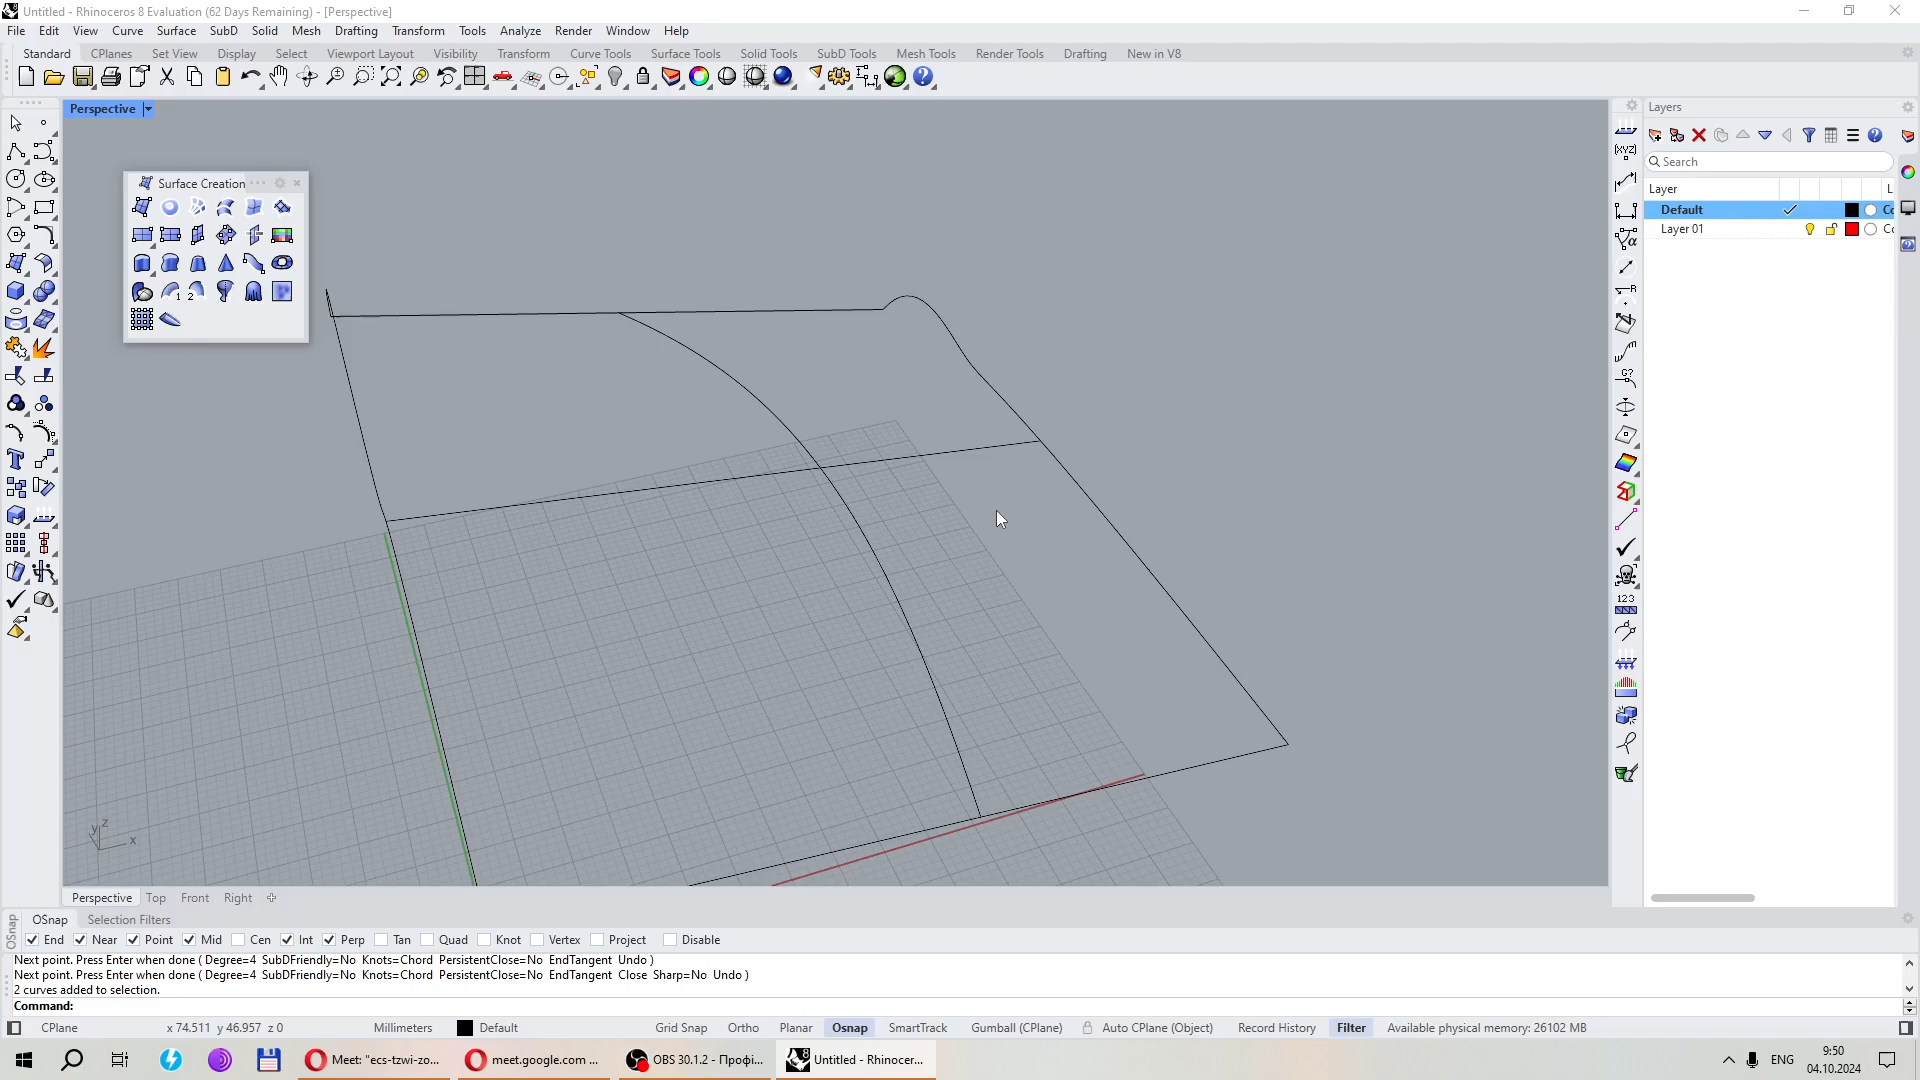 Untitled - Rhinoceros 8 Evaluation (62 Days Remaining) - [Perspective]
File Edit View Curve Surface SubD Solid Mesh Drafting Transform Tools Analyze Render Window Help
Standard CPlanes Set View Display Select Viewport Layout Visibility Transform Curve Tools Surface Tools Solid Tools SubD Tools Mesh Tools Render Tools Drafting New in V8
Perspective
Layers
Search
Layer L
Default Cc
Layer 01 Cc
Surface Creation
1 2
(XYZ)
R
G?
123
y z x
Perspective Top Front Right
OSnap OSnap Selection Filters
End Near Point Mid Cen Int Perp Tan Quad Knot Vertex Project Disable
Next point. Press Enter when done ( Degree=4 SubDFriendly=No Knots=Chord PersistentClose=No EndTangent Undo )
Next point. Press Enter when done ( Degree=4 SubDFriendly=No Knots=Chord PersistentClose=No EndTangent Close Sharp=No Undo )
2 curves added to selection.
Command:
CPlane x 74.511 y 46.957 z 0 Millimeters Default Grid Snap Ortho Planar Osnap SmartTrack Gumball (CPlane) Auto CPlane (Object) Record History Filter Available physical memory: 26102 MB
Meet: "ecs-tzwi-zo... meet.google.com ... OBS 30.1.2 - Профі... Untitled - Rhinocer... ENG 9:50
04.10.2024